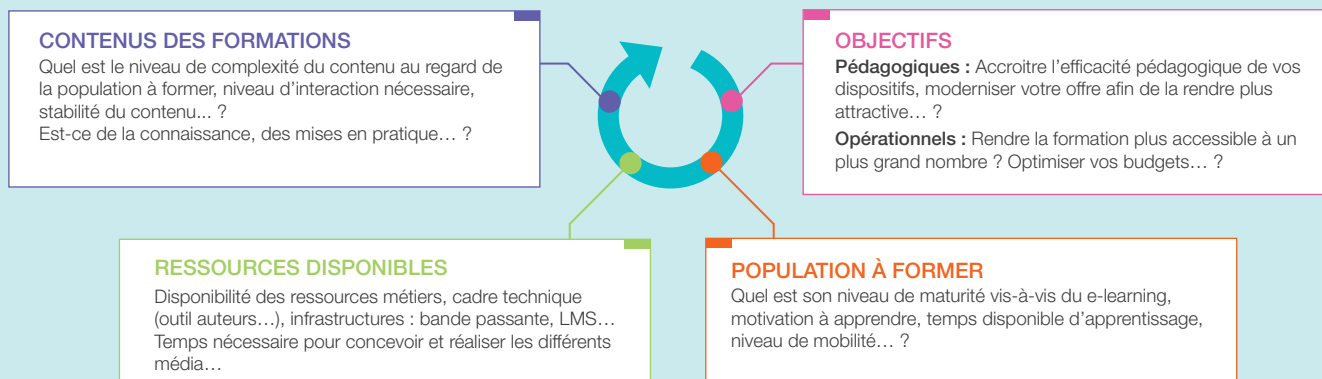 CONTENUS DES FORMATIONS
Quel est le niveau de complexité du contenu au regard de
la population à former, niveau d'interaction nécessaire,
stabilité du contenu... ?
Est-ce de la connaissance, des mises en pratique… ?
OBJECTIFS
Pédagogiques : Accroitre l'efficacité pédagogique de vos
dispositifs, moderniser votre offre afin de la rendre plus
attractive… ?
Opérationnels : Rendre la formation plus accessible à un
plus grand nombre ? Optimiser vos budgets… ?
RESSOURCES DISPONIBLES
Disponibilité des ressources métiers, cadre technique
(outil auteurs…), infrastructures : bande passante, LMS…
Temps nécessaire pour concevoir et réaliser les différents
média…
POPULATION À FORMER
Quel est son niveau de maturité vis-à-vis du e-learning,
motivation à apprendre, temps disponible d'apprentissage,
niveau de mobilité… ?